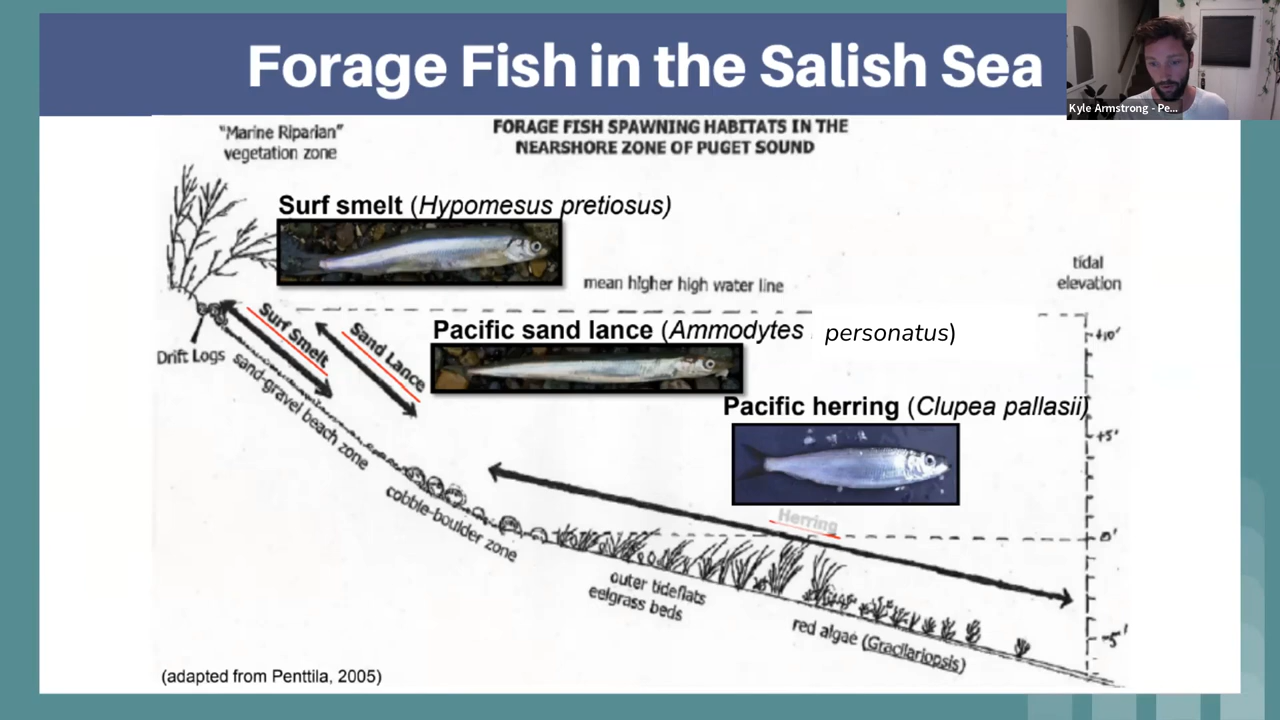 Forage Fish in the Salish Sea
Kyle Armstrong - Pe...
"Marine Riparian"
vegetation zone
FORAGE FISH SPAWNING HABITATS IN THE
NEARSHORE ZONE OF PUGET SOUND
Surf smelt (Hypomesus pretiosus)
mean higher high water line
tidal
elevation
Drift Logs
Surf Smelt
Sand Lance
Pacific sand lance (Ammodytes personatus)
+10'
sand-gravel beach zone
Pacific herring (Clupea pallasii)
+5'
cobble-boulder zone
Herring
0'
outer tideflats
eelgrass beds
red algae (Gracilariopsis)
-5'
(adapted from Penttila, 2005)